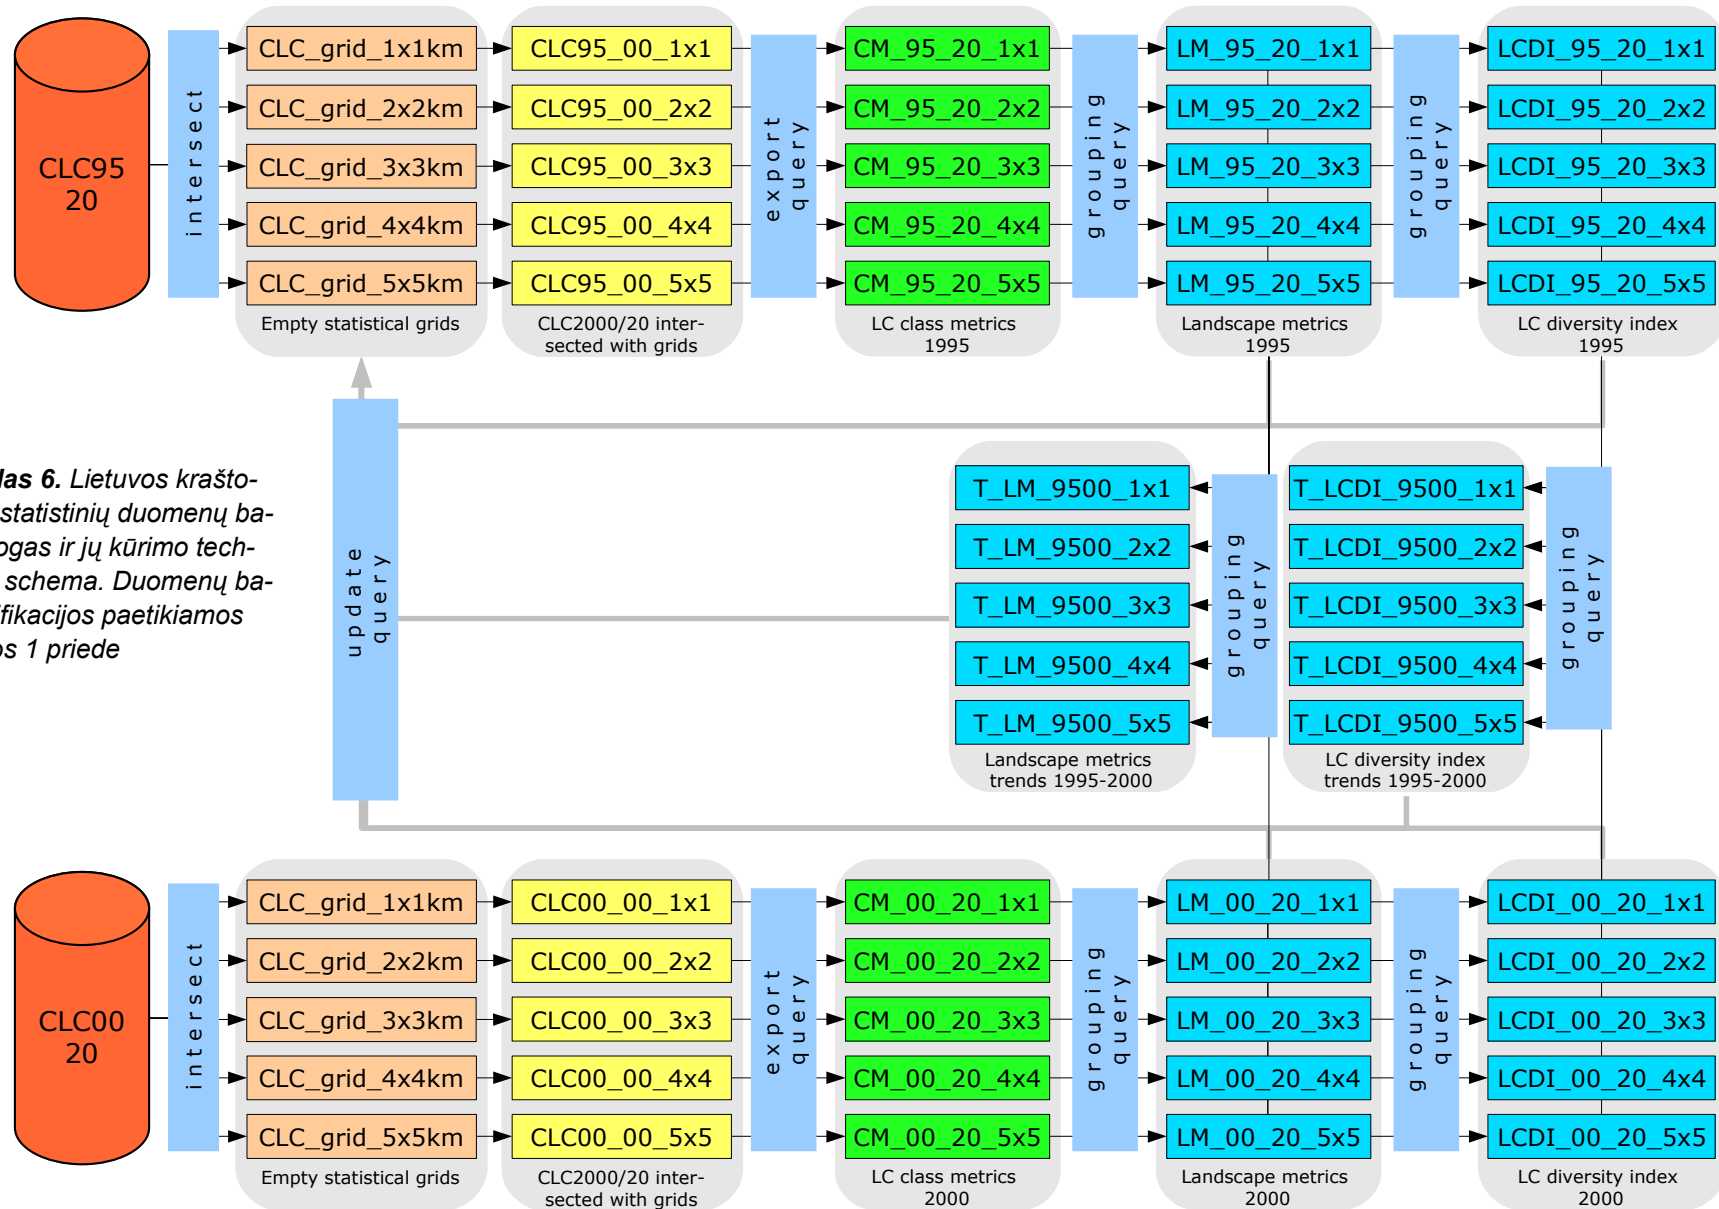 CLC95
20
intersect
CLC_grid_1x1km
CLC_grid_2x2km
CLC_grid_3x3km
CLC_grid_4x4km
CLC_grid_5x5km
Empty statistical grids
CLC95_00_1x1
CLC95_00_2x2
CLC95_00_3x3
CLC95_00_4x4
CLC95_00_5x5
CLC2000/20 inter-
sected with grids
export
query
CM_95_20_1x1
CM_95_20_2x2
CM_95_20_3x3
CM_95_20_4x4
CM_95_20_5x5
LC class metrics
1995
grouping
query
LM_95_20_1x1
LM_95_20_2x2
LM_95_20_3x3
LM_95_20_4x4
LM_95_20_5x5
Landscape metrics
1995
grouping
query
LCDI_95_20_1x1
LCDI_95_20_2x2
LCDI_95_20_3x3
LCDI_95_20_4x4
LCDI_95_20_5x5
LC diversity index
1995
las 6. Lietuvos krašto-
statistinių duomenų ba-
ogas ir jų kūrimo tech-
schema. Duomenų ba-
ifikacijos paetikiamos
os 1 priede
update
query
T_LM_9500_1x1
T_LM_9500_2x2
T_LM_9500_3x3
T_LM_9500_4x4
T_LM_9500_5x5
Landscape metrics
trends 1995-2000
grouping
query
T_LCDI_9500_1x1
T_LCDI_9500_2x2
T_LCDI_9500_3x3
T_LCDI_9500_4x4
T_LCDI_9500_5x5
LC diversity index
trends 1995-2000
grouping
query
CLC00
20
intersect
CLC_grid_1x1km
CLC_grid_2x2km
CLC_grid_3x3km
CLC_grid_4x4km
CLC_grid_5x5km
Empty statistical grids
CLC00_00_1x1
CLC00_00_2x2
CLC00_00_3x3
CLC00_00_4x4
CLC00_00_5x5
CLC2000/20 inter-
sected with grids
export
query
CM_00_20_1x1
CM_00_20_2x2
CM_00_20_3x3
CM_00_20_4x4
CM_00_20_5x5
LC class metrics
2000
grouping
query
LM_00_20_1x1
LM_00_20_2x2
LM_00_20_3x3
LM_00_20_4x4
LM_00_20_5x5
Landscape metrics
2000
grouping
query
LCDI_00_20_1x1
LCDI_00_20_2x2
LCDI_00_20_3x3
LCDI_00_20_4x4
LCDI_00_20_5x5
LC diversity index
2000